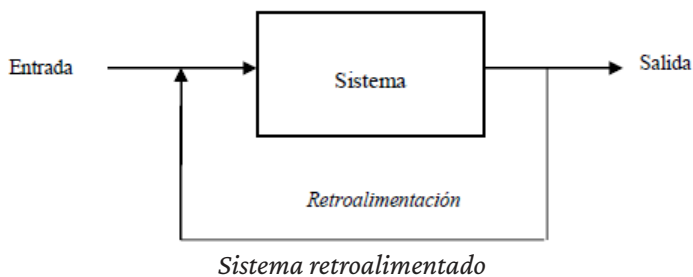 Entrada
Sistema
Salida
Retroalimentación
Sistema retroalimentado